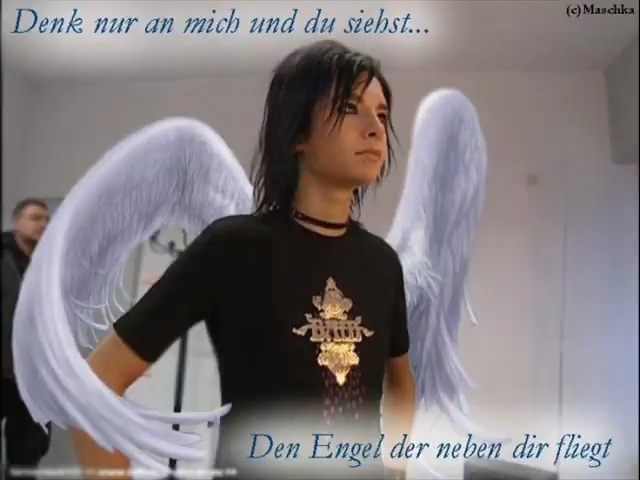 Denk nur an mich und du siehst...
(c)Maschka
Den Engel der neben dir fliegt